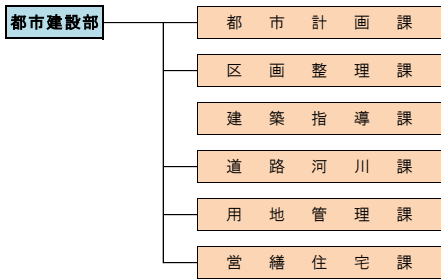 都市建設部
都市計画課
区画整理課
建築指導課
道路河川課
用地管理課
営繕住宅課